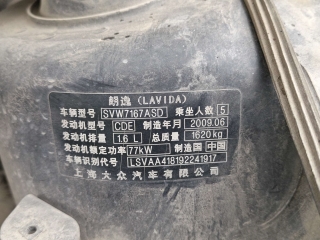 朗逸 (LAVIDA)
车辆型号 SVW7167ASD 乘坐人数 5
发动机型号 CDE 制造年月 2009.06
发动机排量 1.6 L 总质量 1620kg
发动机额定功率 77kW 制造国 中国
车辆识别代号 LSVAA418192241917
上海大众汽车有限公司